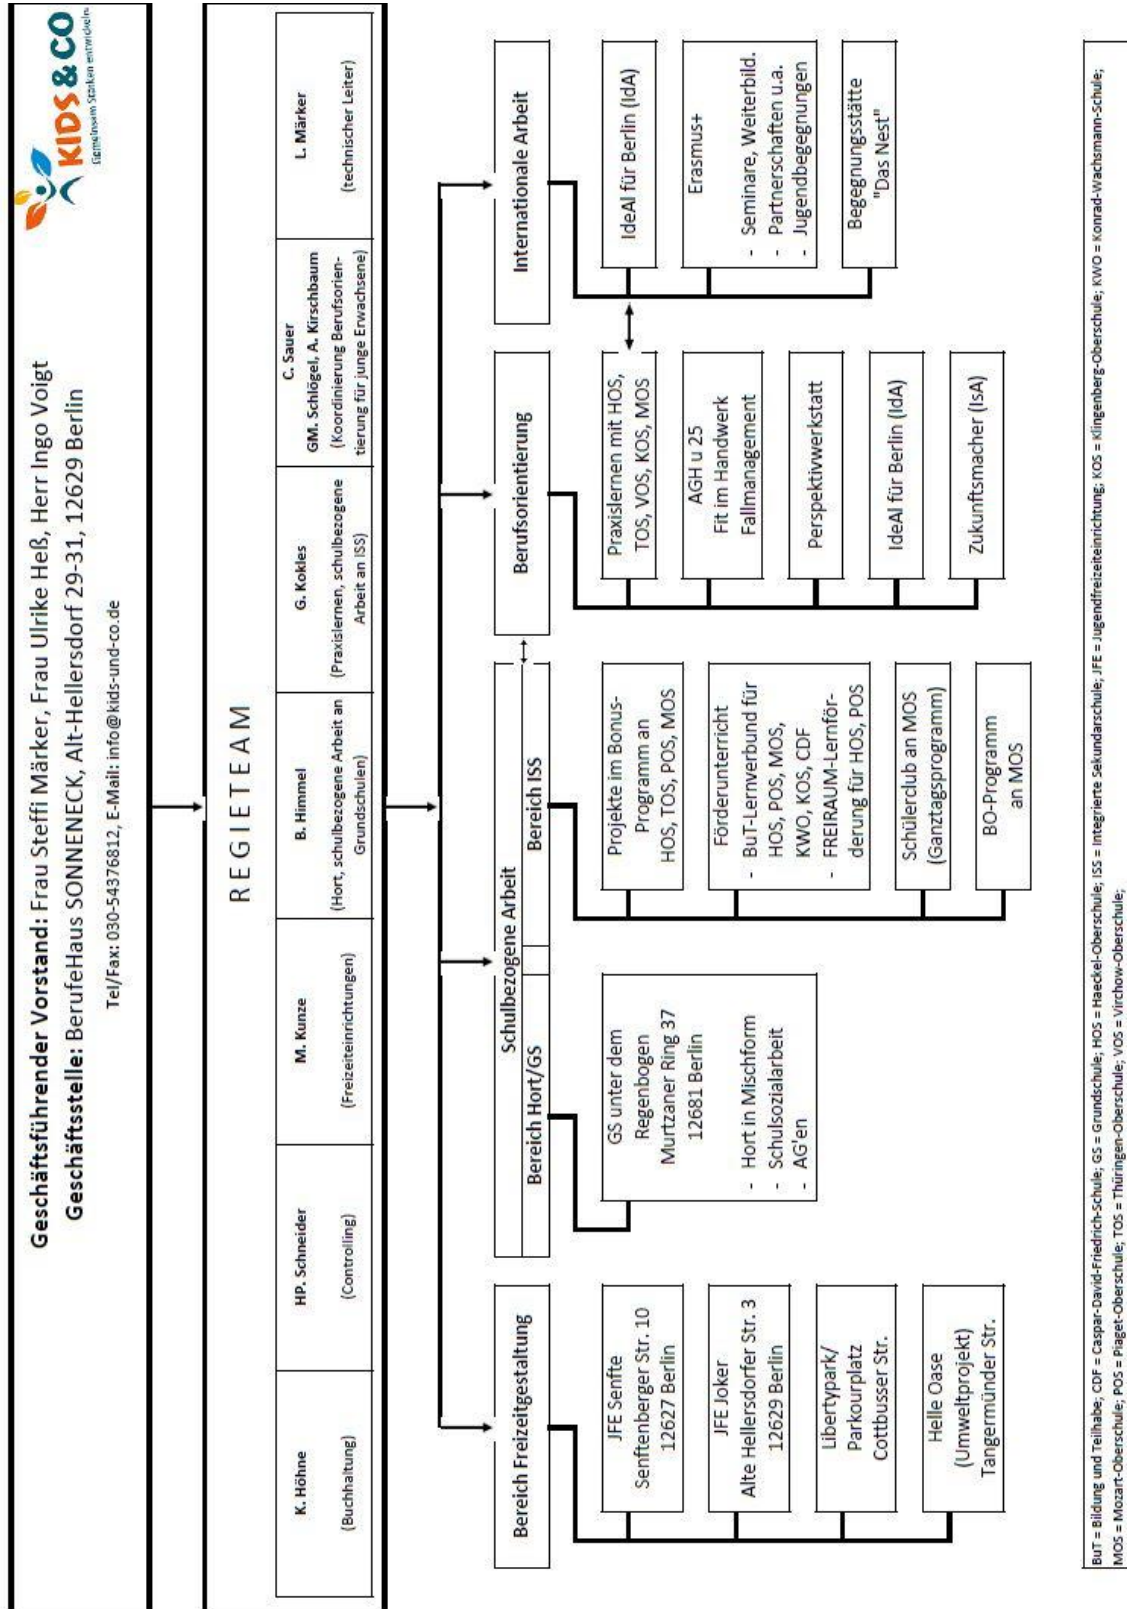 Geschäftsführender Vorstand: Frau Steffi Märker, Frau Ulrike Heß, Herr Ingo Voigt
Geschäftsstelle: BerufeHaus SONNENECK, Alt-Hellersdorf 29-31, 12629 Berlin
Tel/Fax: 030-54376812, E-Mail: info@kids-und-co.de
KIDS & CO
Gemeinsam Stärken entwickeln
REGIETEAM
K. Höhne
(Buchhaltung)
HP. Schneider
(Controlling)
M. Kunze
(Freizeiteinrichtungen)
B. Himmel
(Hort, schulbezogene Arbeit an
Grundschulen)
G. Kokles
(Praxislernen, schulbezogene
Arbeit an ISS)
C. Sauer
GM. Schlögel, A. Kirschbaum
(Koordinierung Berufsorien-
tierung für junge Erwachsene)
L. Märker
(technischer Leiter)
Bereich Freizeitgestaltung
JFE Senfte
Senftenberger Str. 10
12627 Berlin
JFE Joker
Alte Hellersdorfer Str. 3
12629 Berlin
Libertypark/
Parkourplatz
Cottbusser Str.
Helle Oase
(Umweltprojekt)
Tangermünder Str.
Schulbezogene Arbeit
Bereich Hort/GS
GS unter dem
Regenbogen
Murtzaner Ring 37
12681 Berlin
- Hort in Mischform
- Schulsozialarbeit
- AG'en
Bereich ISS
Projekte im Bonus-
Programm an
HOS, TOS, POS, MOS
Förderunterricht
- BuT-Lernverbund für
HOS, POS, MOS,
KWO, KOS, CDF
- FREIRAUM-Lernför-
derung für HOS, POS
Schülerclub an MOS
(Ganztagsprogramm)
BO-Programm
an MOS
Berufsorientierung
Praxislernen mit HOS,
TOS, VOS, KOS, MOS
AGH u 25
Fit im Handwerk
Fallmanagement
Perspektivwerkstatt
IdeAl für Berlin (IdA)
Zukunftsmacher (IsA)
Internationale Arbeit
IdeAl für Berlin (IdA)
Erasmus+
- Seminare, Weiterbild.
- Partnerschaften u.a.
- Jugendbegegnungen
Begegnungsstätte
"Das Nest"
BuT = Bildung und Teilhabe; CDF = Caspar-David-Friedrich-Schule; GS = Grundschule; HOS = Haeckel-Oberschule; ISS = Integrierte Sekundarschule; JFE = Jugendfreizeiteinrichtung; KOS = Klingenberg-Oberschule; KWO = Konrad-Wachsmann-Schule;
MOS = Mozart-Oberschule; POS = Piaget-Oberschule; TOS = Thüringen-Oberschule; VOS = Virchow-Oberschule;